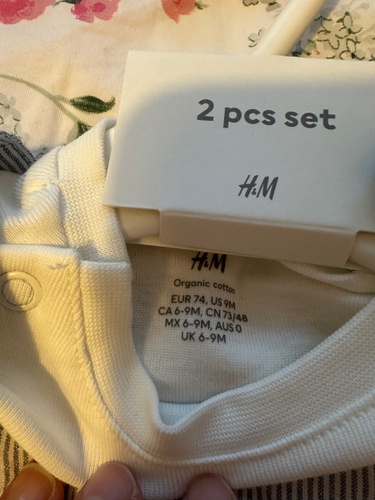 2 pcs set
H&M
H&M
Organic cotton
EUR 74, US 9M
CA 6-9M, CN 73/48
MX 6-9M, AUS 0
UK 6-9M